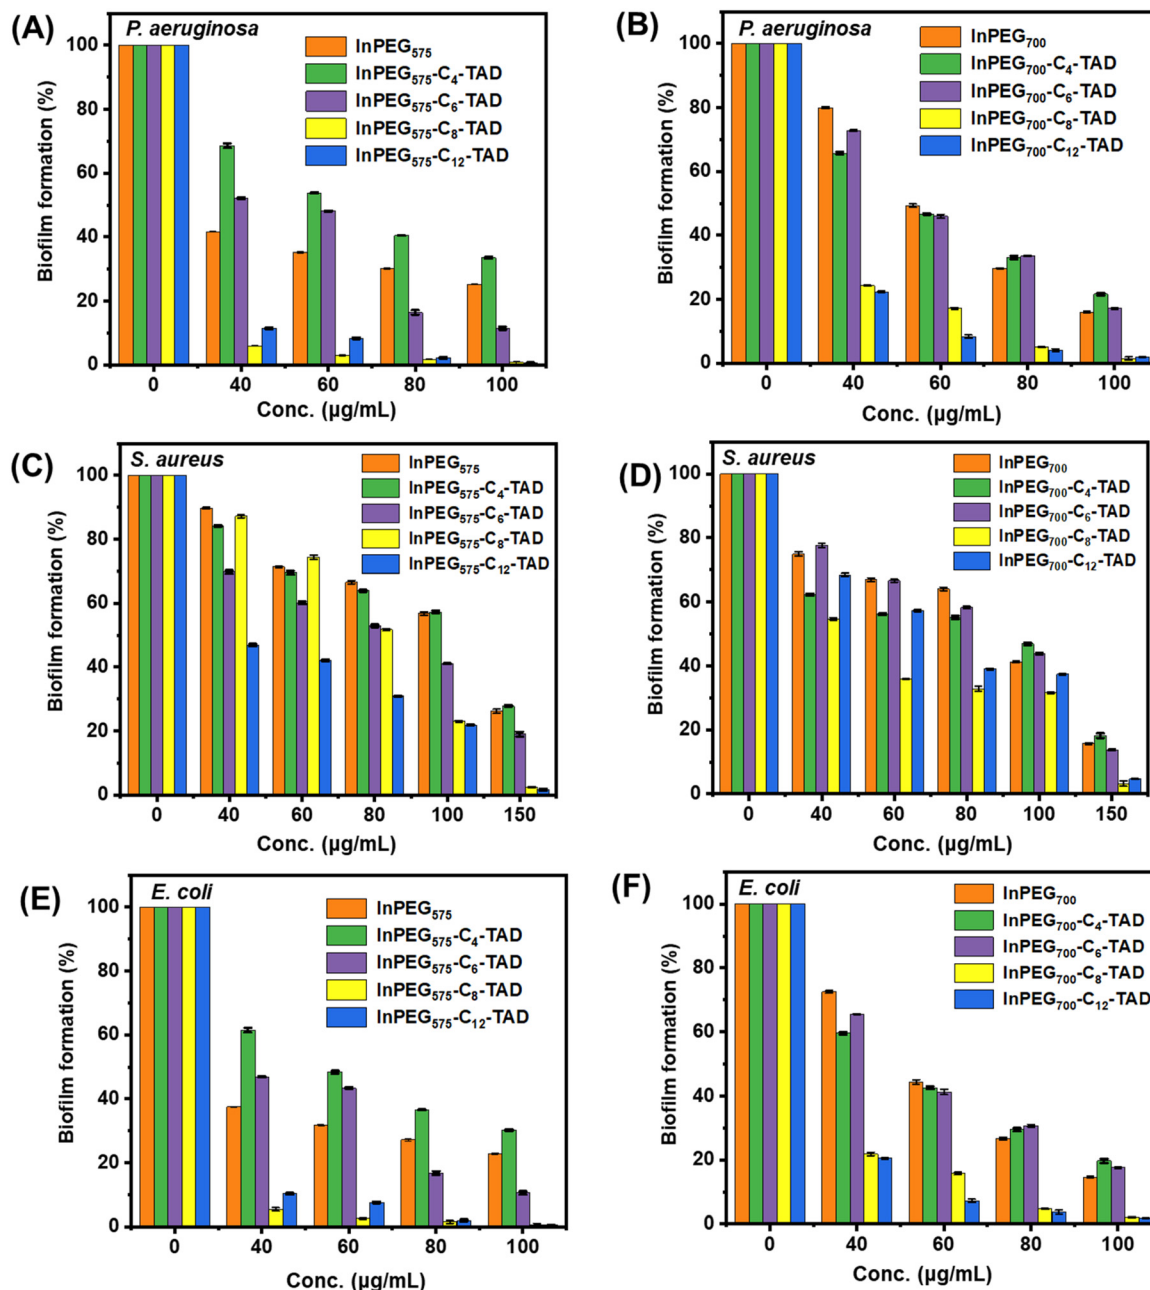 (A)
P. aeruginosa
InPEG₅₇₅
InPEG₅₇₅-C₄-TAD
InPEG₅₇₅-C₆-TAD
InPEG₅₇₅-C₈-TAD
InPEG₅₇₅-C₁₂-TAD
Biofilm formation (%)
100
80
60
40
20
0
0 40 60 80 100
Conc. (µg/mL)
(B)
P. aeruginosa
InPEG₇₀₀
InPEG₇₀₀-C₄-TAD
InPEG₇₀₀-C₆-TAD
InPEG₇₀₀-C₈-TAD
InPEG₇₀₀-C₁₂-TAD
Biofilm formation (%)
100
80
60
40
20
0
0 40 60 80 100
Conc. (µg/mL)
(C)
S. aureus
InPEG₅₇₅
InPEG₅₇₅-C₄-TAD
InPEG₅₇₅-C₆-TAD
InPEG₅₇₅-C₈-TAD
InPEG₅₇₅-C₁₂-TAD
Biofilm formation (%)
100
80
60
40
20
0
0 40 60 80 100 150
Conc. (µg/mL)
(D)
S. aureus
InPEG₇₀₀
InPEG₇₀₀-C₄-TAD
InPEG₇₀₀-C₆-TAD
InPEG₇₀₀-C₈-TAD
InPEG₇₀₀-C₁₂-TAD
Biofilm formation (%)
100
80
60
40
20
0
0 40 60 80 100 150
Conc. (µg/mL)
(E)
E. coli
InPEG₅₇₅
InPEG₅₇₅-C₄-TAD
InPEG₅₇₅-C₆-TAD
InPEG₅₇₅-C₈-TAD
InPEG₅₇₅-C₁₂-TAD
Biofilm formation (%)
100
80
60
40
20
0
0 40 60 80 100
Conc. (µg/mL)
(F)
E. coli
InPEG₇₀₀
InPEG₇₀₀-C₄-TAD
InPEG₇₀₀-C₆-TAD
InPEG₇₀₀-C₈-TAD
InPEG₇₀₀-C₁₂-TAD
Biofilm formation (%)
100
80
60
40
20
0
0 40 60 80 100
Conc. (µg/mL)